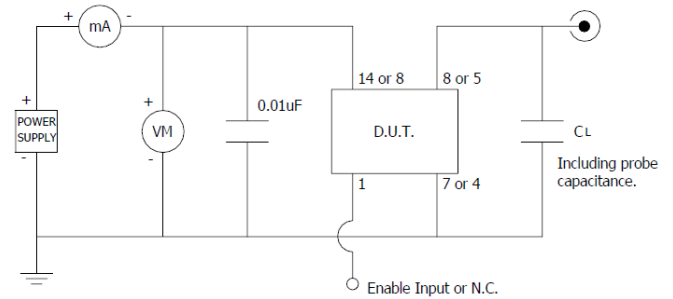 + mA -
14 or 8
8 or 5
+
POWER
SUPPLY
-
+
VM
-
0.01uF
D.U.T.
CL
Including probe
capacitance.
1
7 or 4
Enable Input or N.C.